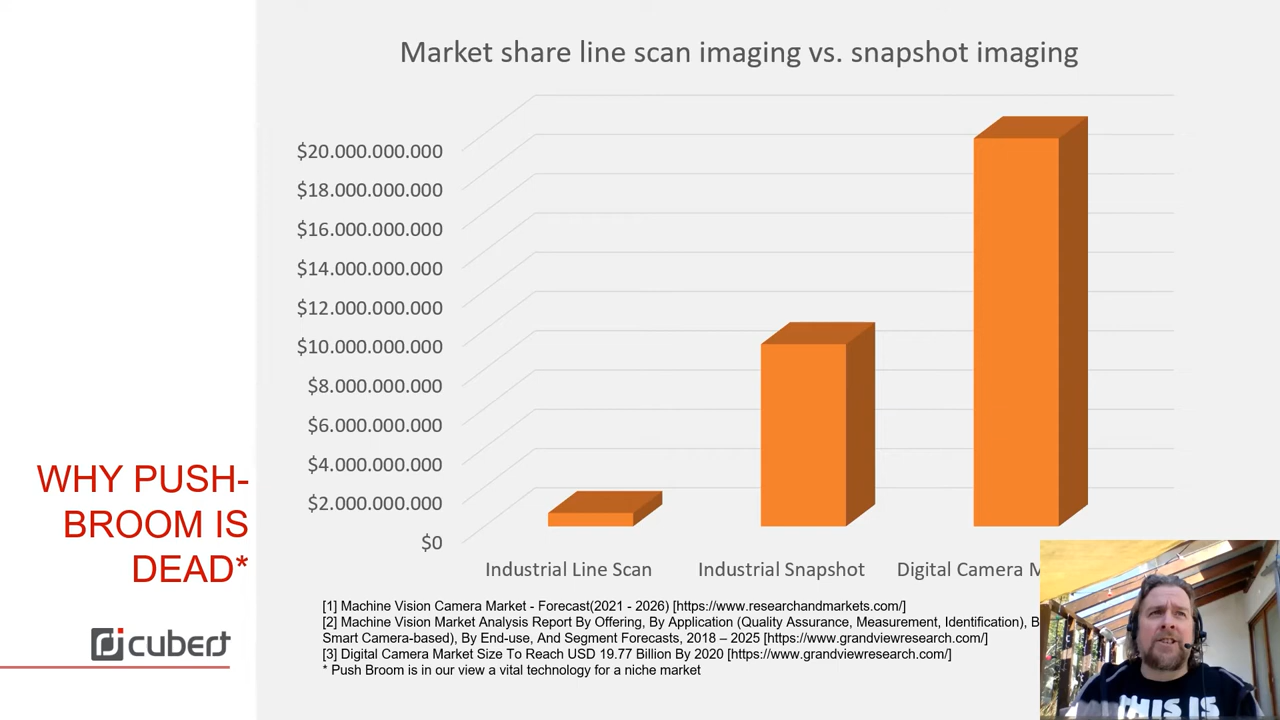 Market share line scan imaging vs. snapshot imaging
$20.000.000.000
$18.000.000.000
$16.000.000.000
$14.000.000.000
$12.000.000.000
$10.000.000.000
$8.000.000.000
$6.000.000.000
$4.000.000.000
$2.000.000.000
$0
Industrial Line Scan
Industrial Snapshot
Digital Camera M
WHY PUSH-
BROOM IS
DEAD*
cubert
[1] Machine Vision Camera Market - Forecast(2021 - 2026) [https://www.researchandmarkets.com/]
[2] Machine Vision Market Analysis Report By Offering, By Application (Quality Assurance, Measurement, Identification), B
Smart Camera-based), By End-use, And Segment Forecasts, 2018 – 2025 [https://www.grandviewresearch.com/]
[3] Digital Camera Market Size To Reach USD 19.77 Billion By 2020 [https://www.grandviewresearch.com/]
* Push Broom is in our view a vital technology for a niche market
THIS IS